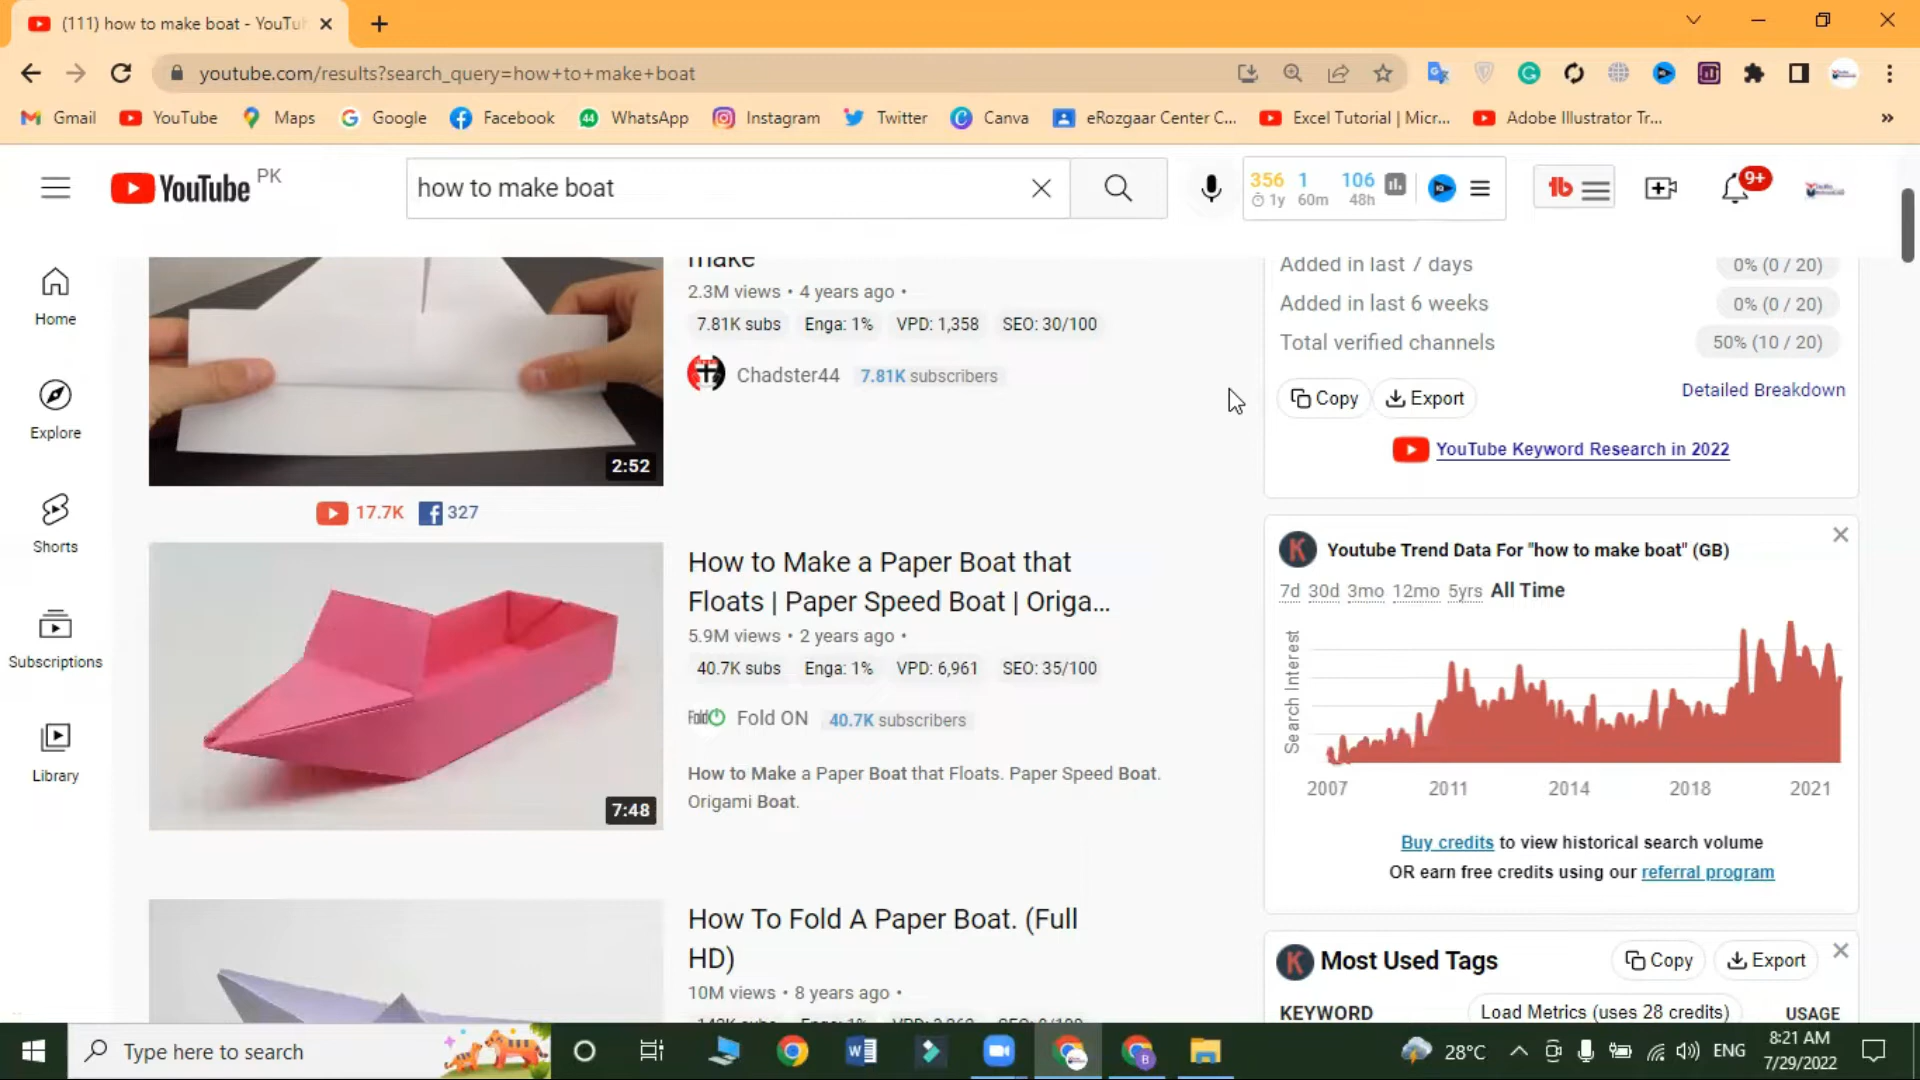 (111) how to make boat - YouTu
youtube.com/results?search_query=how+to+make+boat
Gmail YouTube Maps Google Facebook WhatsApp Instagram Twitter Canva eRozgaar Center C... Excel Tutorial | Micr... Adobe Illustrator Tr... »
YouTube PK
how to make boat
356 1 106
1y 60m 48h
9+
Home
Explore
Shorts
Subscriptions
Library
make
2.3M views • 4 years ago •
7.81K subs Enga: 1% VPD: 1,358 SEO: 30/100
Chadster44 7.81K subscribers
2:52
17.7K 327
How to Make a Paper Boat that
Floats | Paper Speed Boat | Origa...
5.9M views • 2 years ago •
40.7K subs Enga: 1% VPD: 6,961 SEO: 35/100
Fold ON 40.7K subscribers
How to Make a Paper Boat that Floats. Paper Speed Boat.
Origami Boat.
7:48
How To Fold A Paper Boat. (Full
HD)
10M views • 8 years ago •
Added in last 7 days 0% (0 / 20)
Added in last 6 weeks 0% (0 / 20)
Total verified channels 50% (10 / 20)
Copy Export Detailed Breakdown
YouTube Keyword Research in 2022
Youtube Trend Data For "how to make boat" (GB)
7d 30d 3mo 12mo 5yrs All Time
Search Interest
2007 2011 2014 2018 2021
Buy credits to view historical search volume
OR earn free credits using our referral program
K Most Used Tags Copy Export
KEYWORD Load Metrics (uses 28 credits) USAGE
Type here to search
28°C ENG
8:21 AM
7/29/2022